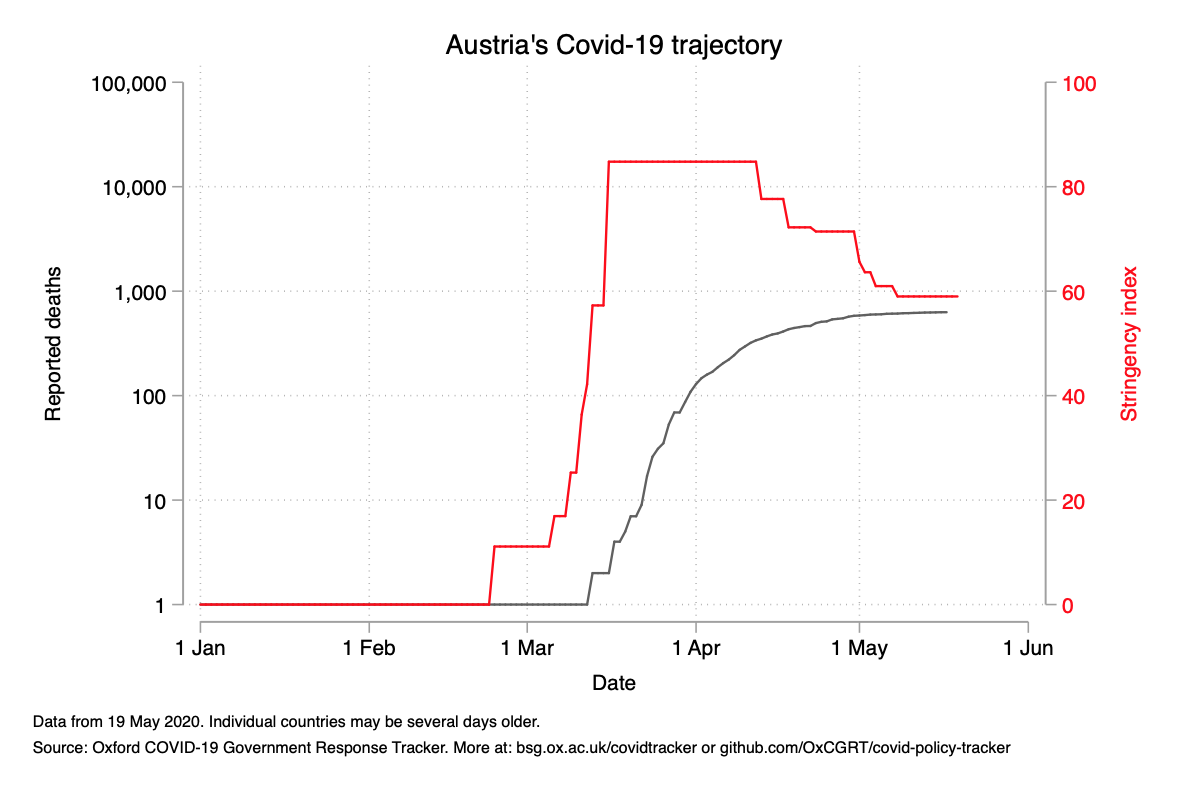 Austria's Covid-19 trajectory
100,000
10,000
1,000
100
10
1
Reported deaths
100
80
60
40
20
0
Stringency index
1 Jan 1 Feb 1 Mar 1 Apr 1 May 1 Jun
Date
Data from 19 May 2020. Individual countries may be several days older.
Source: Oxford COVID-19 Government Response Tracker. More at: bsg.ox.ac.uk/covidtracker or github.com/OxCGRT/covid-policy-tracker